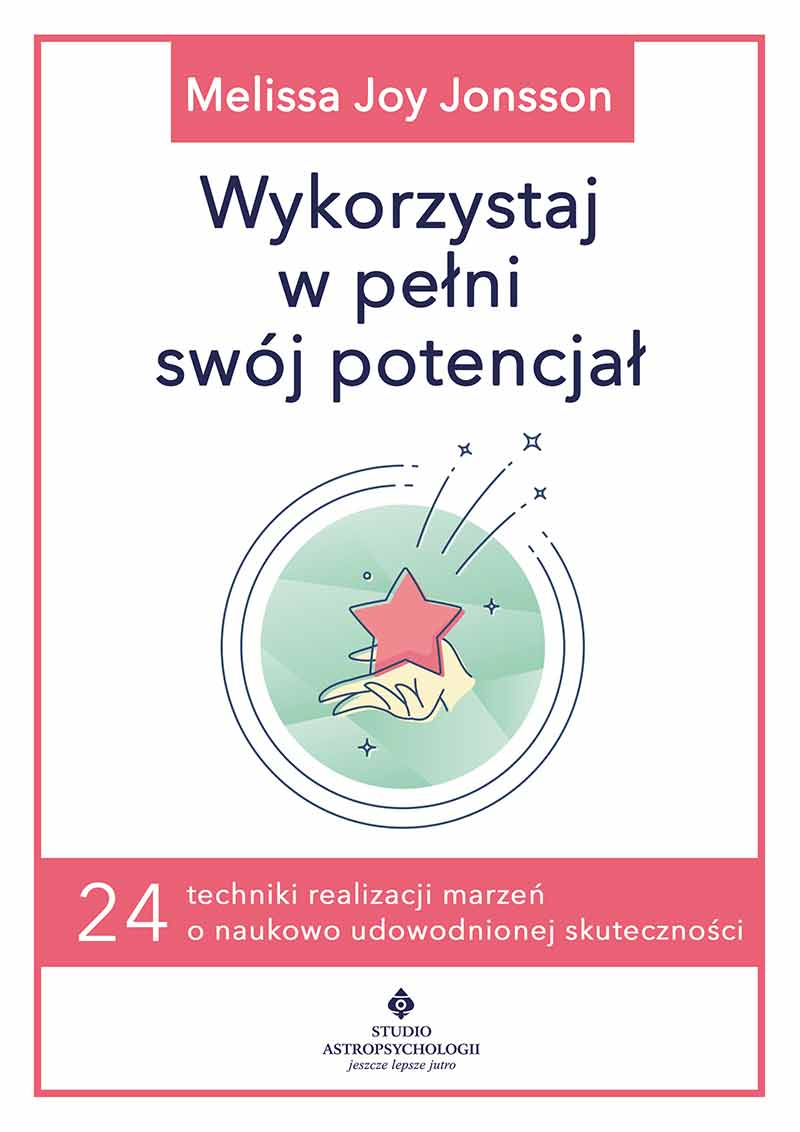 Melissa Joy Jonsson
Wykorzystaj
w pełni
swój potencjał
24 techniki realizacji marzeń
o naukowo udowodnionej skuteczności
STUDIO
ASTROPSYCHOLOGII
jeszcze lepsze jutro